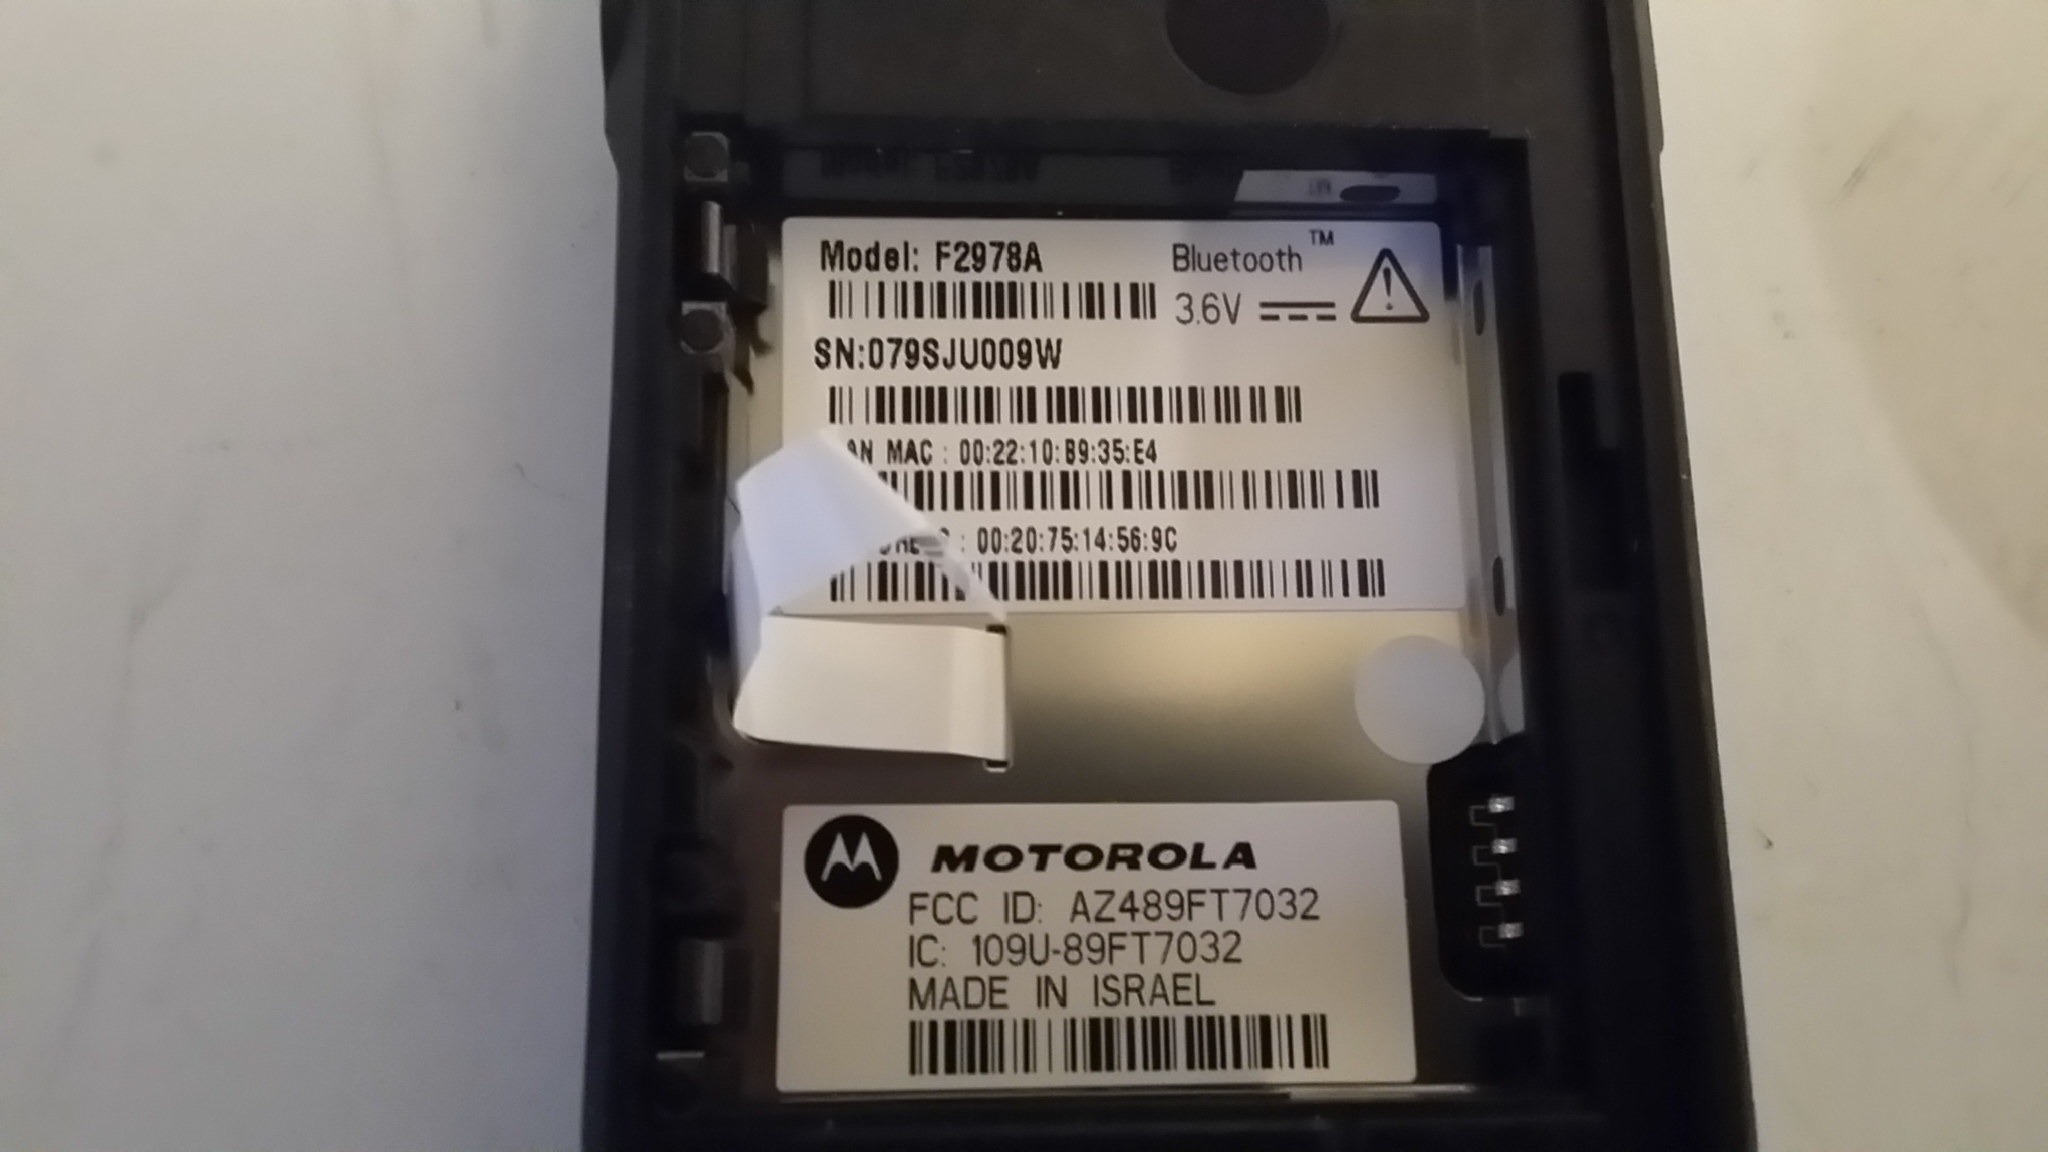 Model: F2978A
Bluetooth™
3.6V
SN:079SJU009W
AN MAC : 00:22:10:B9:35:E4
: 00:20:75:14:56:9C
MOTOROLA
FCC ID: AZ489FT7032
IC: 109U-89FT7032
MADE IN ISRAEL